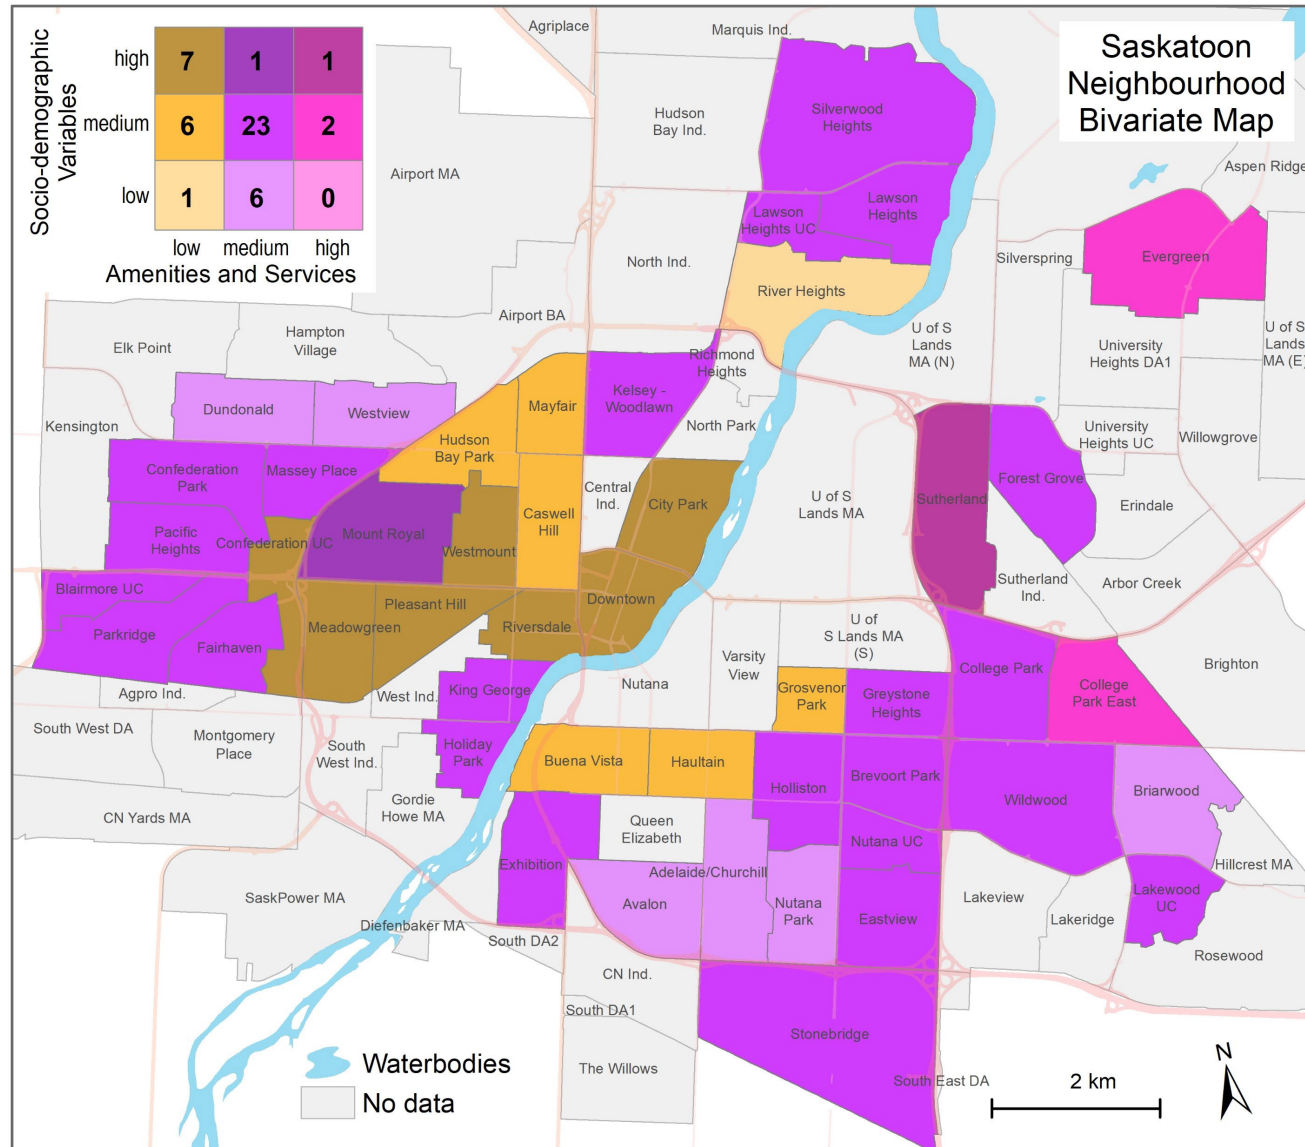 Saskatoon
Neighbourhood
Bivariate Map
Socio-demographic
Variables
high
7
1
1
medium
6
23
2
low
1
6
0
low
medium
high
Amenities and Services
Agriplace
Marquis Ind.
Hudson
Bay Ind.
Silverwood
Heights
Aspen Ridge
Airport MA
Lawson
Heights UC
Lawson
Heights
North Ind.
Silverspring
Evergreen
River Heights
Airport BA
Hampton
Village
Elk Point
Richmond
Heights
U of S
Lands
MA (N)
University
Heights DA1
U of S
Lands
MA (E)
Dundonald
Westview
Mayfair
Kelsey -
Woodlawn
Kensington
Hudson
Bay Park
North Park
University
Heights UC
Willowgrove
Confederation
Park
Massey Place
Central
Ind.
City Park
U of S
Lands MA
Sutherland
Forest Grove
Erindale
Caswell
Hill
Pacific
Heights
Confederation UC
Mount Royal
Westmount
Sutherland
Ind.
Arbor Creek
Blairmore UC
Pleasant Hill
Downtown
Parkridge
Fairhaven
Meadowgreen
Riversdale
U of
S Lands MA
(S)
Varsity
View
College Park
Brighton
Agpro Ind.
West Ind.
King George
Nutana
Grosvenor
Park
Greystone
Heights
College
Park East
South West DA
Montgomery
Place
South
West Ind.
Holiday
Park
Buena Vista
Haultain
Holliston
Brevoort Park
Wildwood
Briarwood
CN Yards MA
Gordie
Howe MA
Queen
Elizabeth
Nutana UC
Exhibition
Adelaide/Churchill
Hillcrest MA
SaskPower MA
Avalon
Nutana
Park
Eastview
Lakeview
Lakewood
UC
Lakeridge
Diefenbaker MA
South DA2
Rosewood
CN Ind.
South DA1
Stonebridge
The Willows
South East DA
Waterbodies
No data
2 km
N